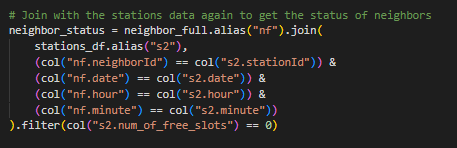 # Join with the stations data again to get the status of neighbors
neighbor_status = neighbor_full.alias("nf").join(
    stations_df.alias("s2"),
    (col("nf.neighborId") == col("s2.stationId")) &
    (col("nf.date") == col("s2.date")) &
    (col("nf.hour") == col("s2.hour")) &
    (col("nf.minute") == col("s2.minute"))
).filter(col("s2.num_of_free_slots") == 0)